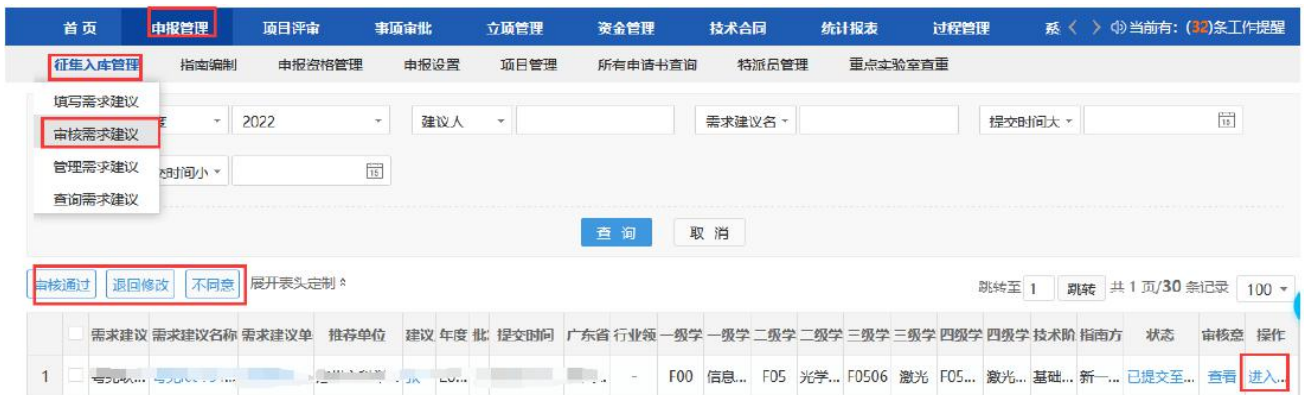 首页 申报管理 项目评审 事项审批 立项管理 资金管理 技术合同 统计报表 过程管理 系 当前有：(32)条工作提醒
征集入库管理 指南编制 申报资格管理 申报设置 项目管理 所有申请书查询 特派员管理 重点实验室直重
填写需求建议
度 2022 建议人 需求建议名 提交时间大
审核需求建议
管理需求建议
交时间小
查询需求建议
查 询 取 消
审核通过 退回修改 不同意 展开表头定制 跳转至 1 跳转 共 1 页/30 条记录 100
需求建议 需求建议名称 需求建议单 推荐单位 建议 年度 批 提交时间 广东省 行业领 一级学 一级学 二级学 二级学 三级学 三级学 四级学 四级学 技术阶 指南方 状态 审核意 操作
1 - F00 信息... F05 光学... F0506 激光 F05... 激光... 基础... 新一... 已提交至... 查看 进入...